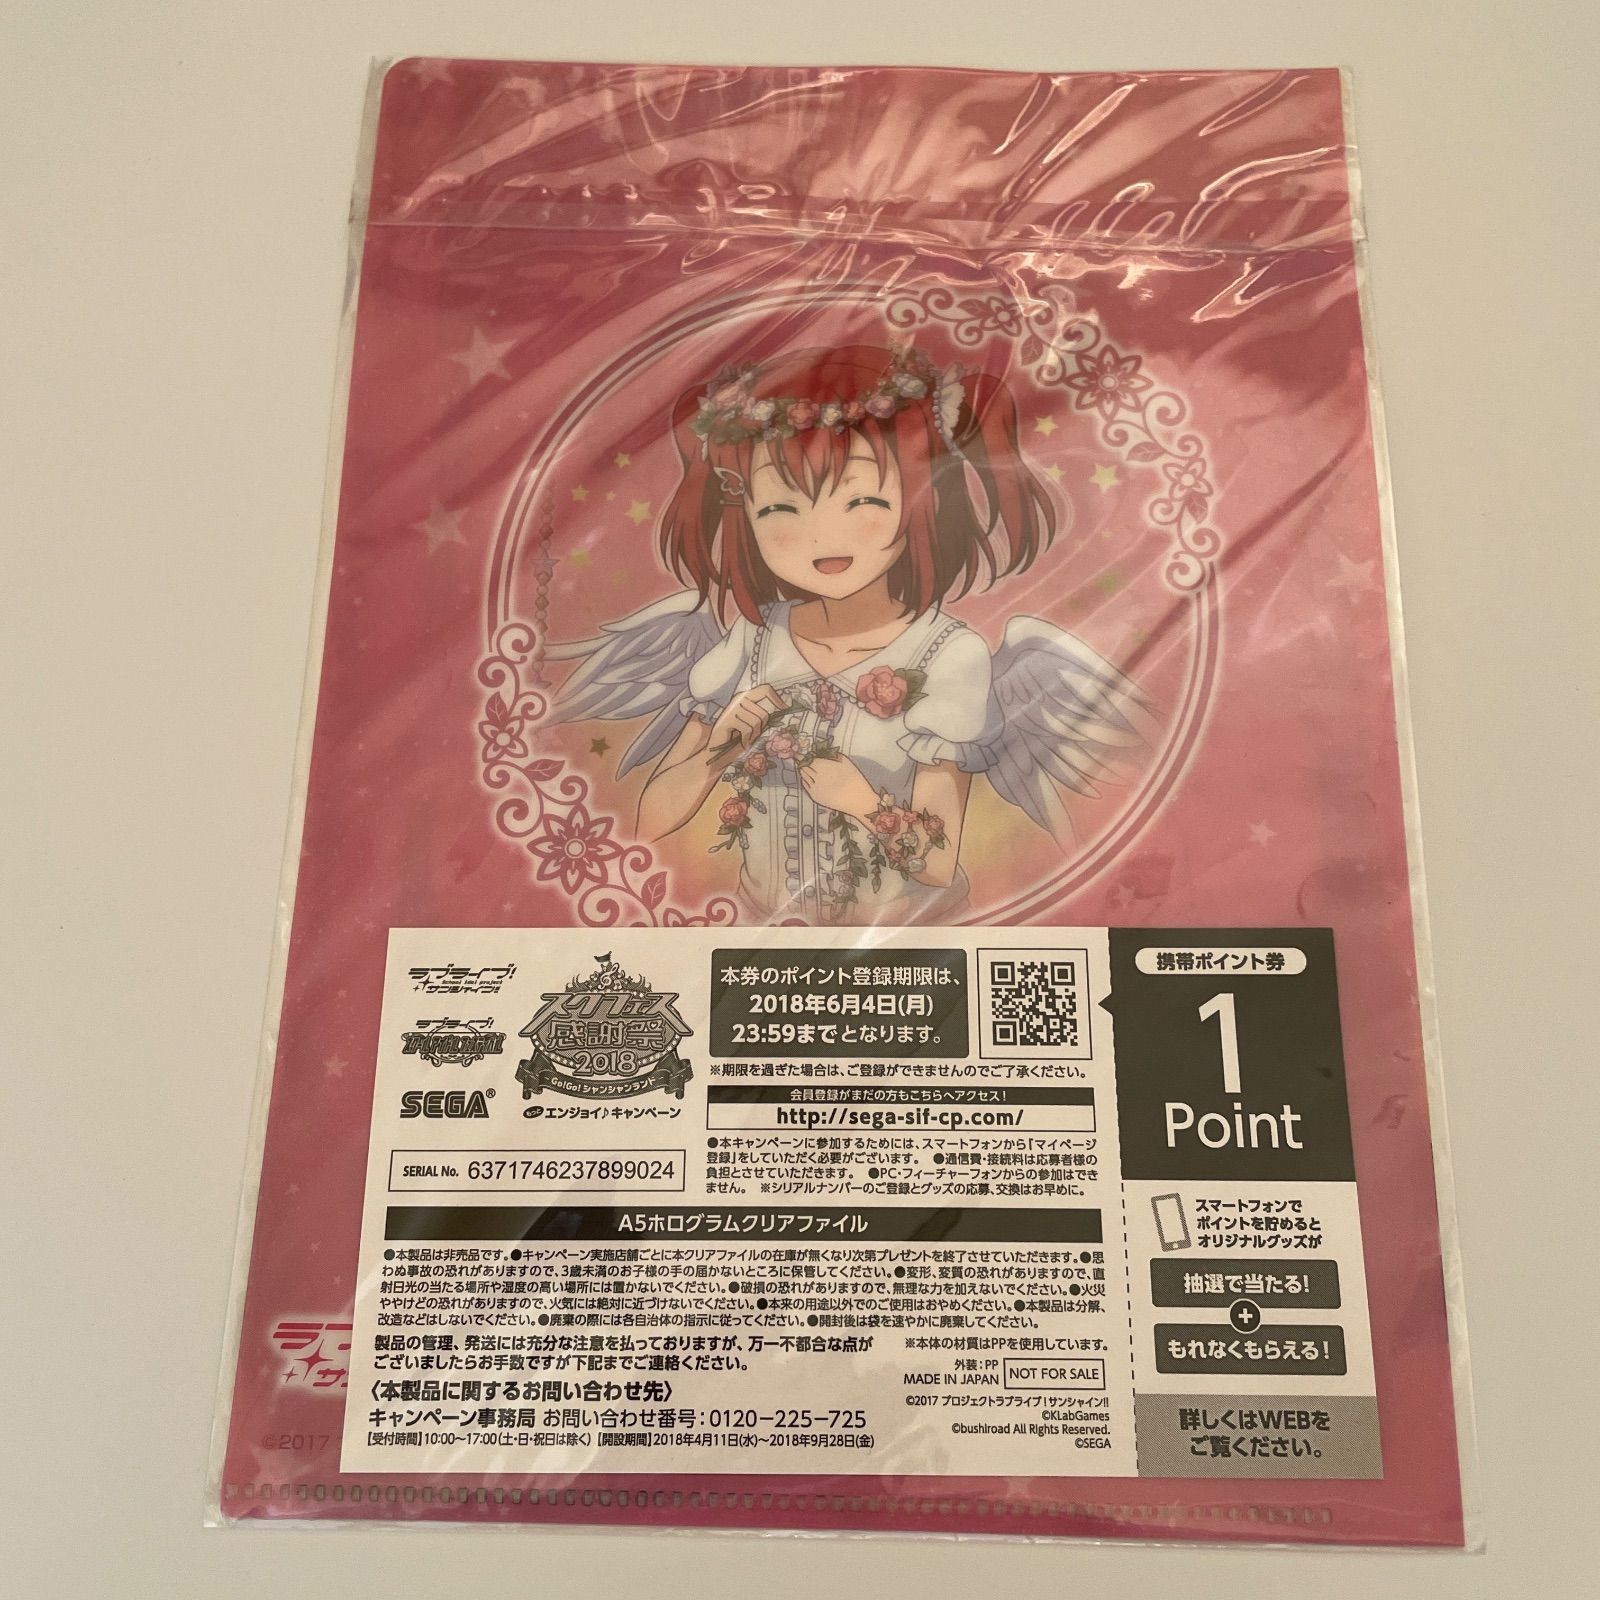 ラブライブ!
School idol project
サンシャイン!!
ラブライブ!
スクールアイドルフェスティバル
SEGA®
スクフェス
感謝祭
2018
~Go!Go! シャンシャンランド~
もっと エンジョイ♪キャンペーン
SERIAL No. 6371746237899024
本券のポイント登録期限は、
2018年6月4日(月)
23:59までとなります。
※期限を過ぎた場合は、ご登録ができませんのでご了承ください。
会員登録がまだの方もこちらへアクセス!
http://sega-sif-cp.com/
●本キャンペーンに参加するためには、スマートフォンから「マイページ
登録」をしていただく必要がございます。 ●通信費・接続料は応募者様の
負担とさせていただきます。 ●PC・フィーチャーフォンからの参加はでき
ません。 ※シリアルナンバーのご登録とグッズの応募、交換はお早めに。
A5ホログラムクリアファイル
●本製品は非売品です。●キャンペーン実施店舗ごとに本クリアファイルの在庫が無くなり次第プレゼントを終了させていただきます。●思
わぬ事故の恐れがありますので、3歳未満のお子様の手の届かないところに保管してください。●変形、変質の恐れがありますので、直
射日光の当たる場所や湿度の高い場所には置かないでください。●破損の恐れがありますので、無理な力を加えないでください。●火災
ややけどの恐れがありますので、火気には絶対に近づけないでください。●本来の用途以外でのご使用はおやめください。●本製品は分解、
改造などはしないでください。●廃棄の際には各自治体の指示に従ってください。●開封後は袋を速やかに廃棄してください。
製品の管理、発送には充分な注意を払っておりますが、万一不都合な点が
ございましたらお手数ですが下記までご連絡ください。
〈本製品に関するお問い合わせ先〉
キャンペーン事務局 お問い合わせ番号:0120-225-725
【受付時間】10:00~17:00(土・日・祝日は除く)【開設期間】2018年4月11日(水)~2018年9月28日(金)
※本体の材質はPPを使用しています。
外装:PP
MADE IN JAPAN
NOT FOR SALE
©2017 プロジェクトラブライブ!サンシャイン!!
©KLabGames
©bushiroad All Rights Reserved.
©SEGA
携帯ポイント券
1
Point
スマートフォンで
ポイントを貯めると
オリジナルグッズが
抽選で当たる!
+
もれなくもらえる!
詳しくはWEBを
ご覧ください。
ラブ
サン
©2017